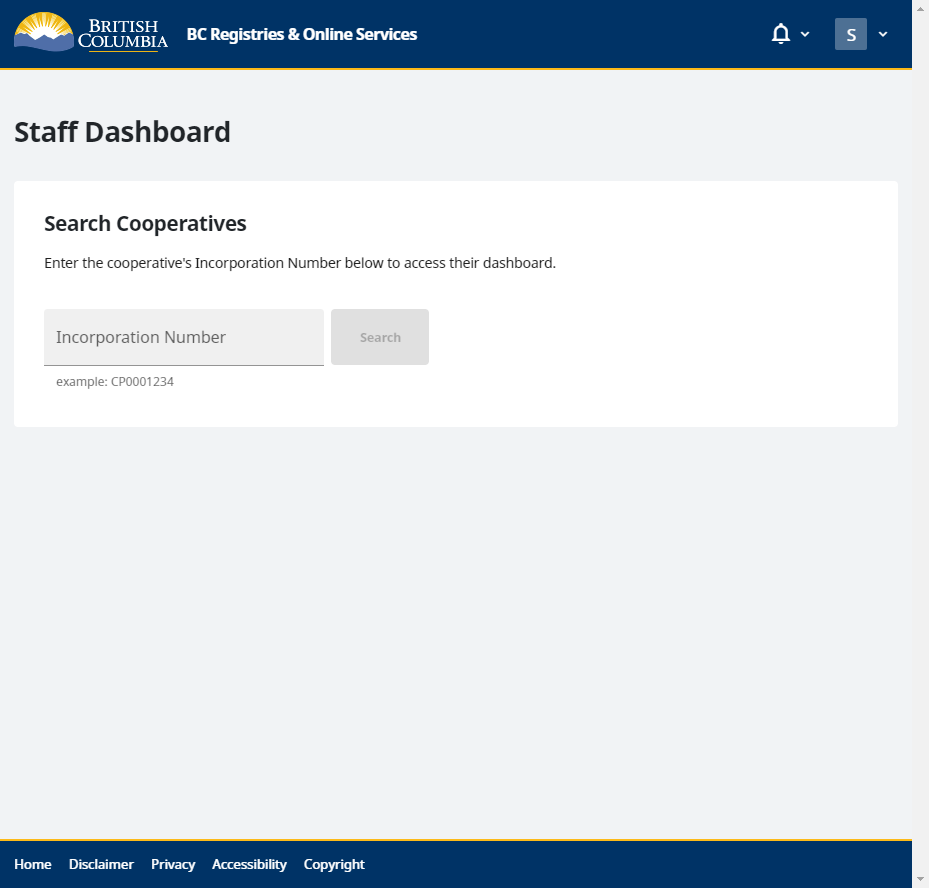 BRITISH
COLUMBIA
BC Registries & Online Services
S
Staff Dashboard
Search Cooperatives
Enter the cooperative's Incorporation Number below to access their dashboard.
Incorporation Number
Search
example: CP0001234
Home Disclaimer Privacy Accessibility Copyright